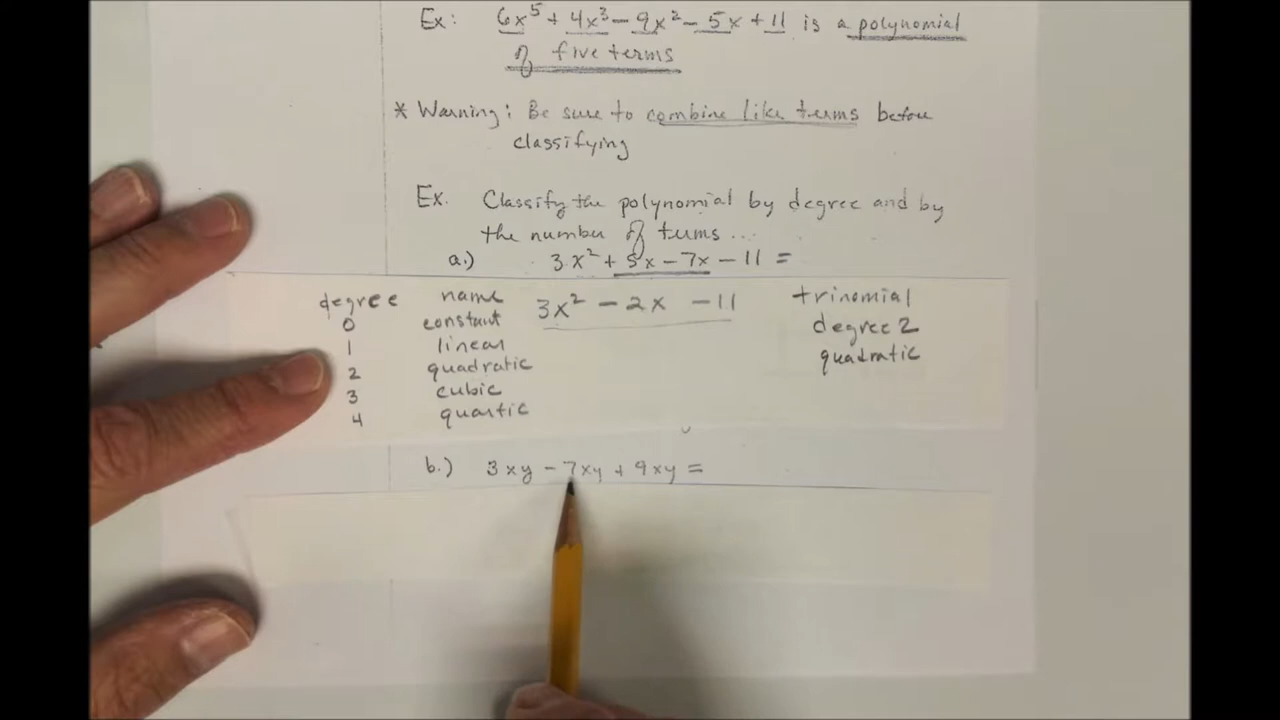 Ex: 6x⁵ + 4x³ - 9x² - 5x + 11 is a polynomial
of five terms
* Warning: Be sure to combine like terms before
classifying
Ex. Classify the polynomial by degree and by
the number of terms...
a.) 3x² + 5x - 7x - 11 =
degree name 3x² - 2x - 11 trinomial
0 constant degree 2
1 linear quadratic
2 quadratic
3 cubic
4 quartic
b.) 3xy - 7xy + 9xy =